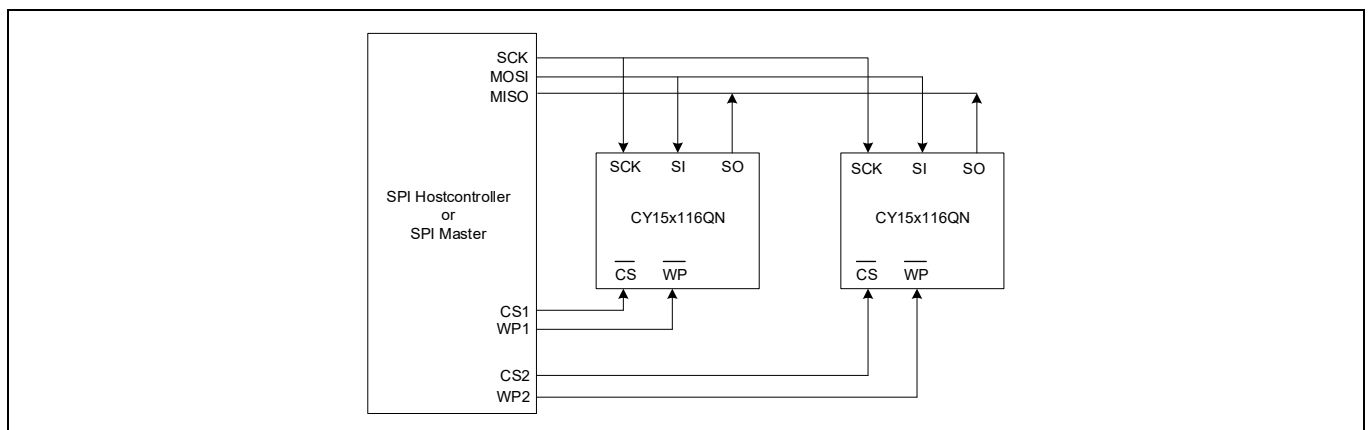 SCK
MOSI
MISO
SPI Hostcontroller
or
SPI Master
CS1
WP1
CS2
WP2
SCK SI SO
CY15x116QN
CS WP
SCK SI SO
CY15x116QN
CS WP